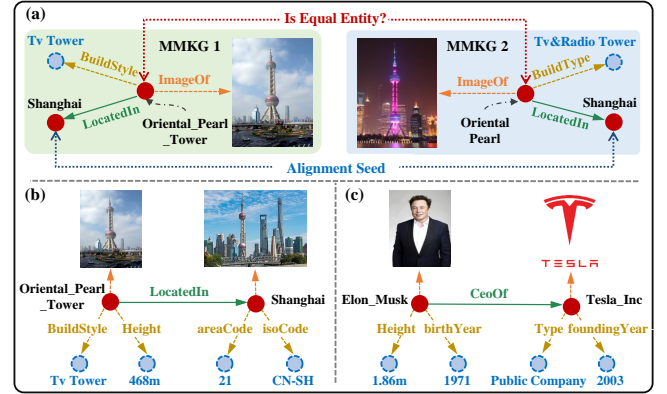 (a)
Is Equal Entity?
Tv Tower
BuildStyle
MMKG 1
ImageOf
Shanghai
LocatedIn
Oriental_Pearl
_Tower
MMKG 2
Tv&Radio Tower
BuildType
ImageOf
Shanghai
Oriental
Pearl
LocatedIn
Alignment Seed
(b)
Oriental_Pearl
_Tower
LocatedIn
Shanghai
BuildStyle
Height
areaCode
isoCode
Tv Tower
468m
21
CN-SH
(c)
TESLA
Elon_Musk
CeoOf
Tesla_Inc
Height
birthYear
Type
foundingYear
1.86m
1971
Public Company
2003